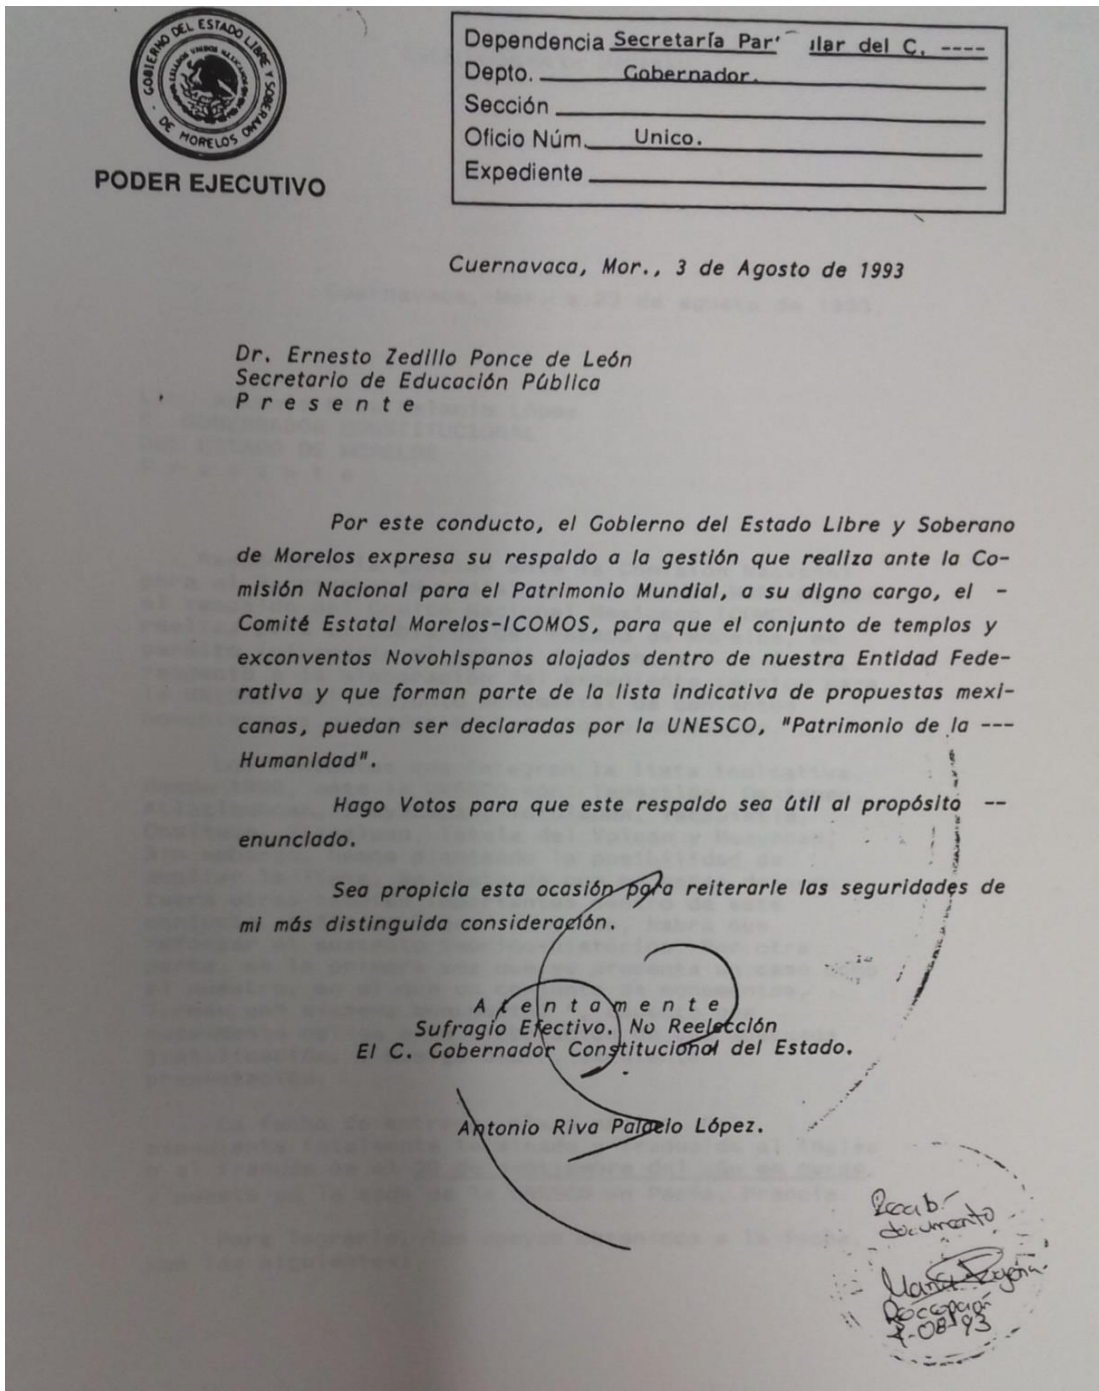 GOBIERNO DEL ESTADO LIBRE Y SOBERANO
DE MORELOS
ESTADOS UNIDOS MEXICANOS
PODER EJECUTIVO
Dependencia Secretaría Par ular del C. ----
Depto. Gobernador.
Sección
Oficio Núm. Unico.
Expediente
Cuernavaca, Mor., 3 de Agosto de 1993
Dr. Ernesto Zedillo Ponce de León
Secretario de Educación Pública
P r e s e n t e
Por este conducto, el Gobierno del Estado Libre y Soberano
de Morelos expresa su respaldo a la gestión que realiza ante la Co-
misión Nacional para el Patrimonio Mundial, a su digno cargo, el -
Comité Estatal Morelos-ICOMOS, para que el conjunto de templos y
exconventos Novohispanos alojados dentro de nuestra Entidad Fede-
rativa y que forman parte de la lista indicativa de propuestas mexi-
canas, puedan ser declaradas por la UNESCO, "Patrimonio de la ---
Humanidad".
Hago Votos para que este respaldo sea útil al propósito --
enunciado.
Sea propicia esta ocasión para reiterarle las seguridades de
mi más distinguida consideración.
A t e n t a m e n t e
Sufragio Efectivo. No Reelección
El C. Gobernador Constitucional del Estado.
Antonio Riva Palacio López.
Recibí
documento